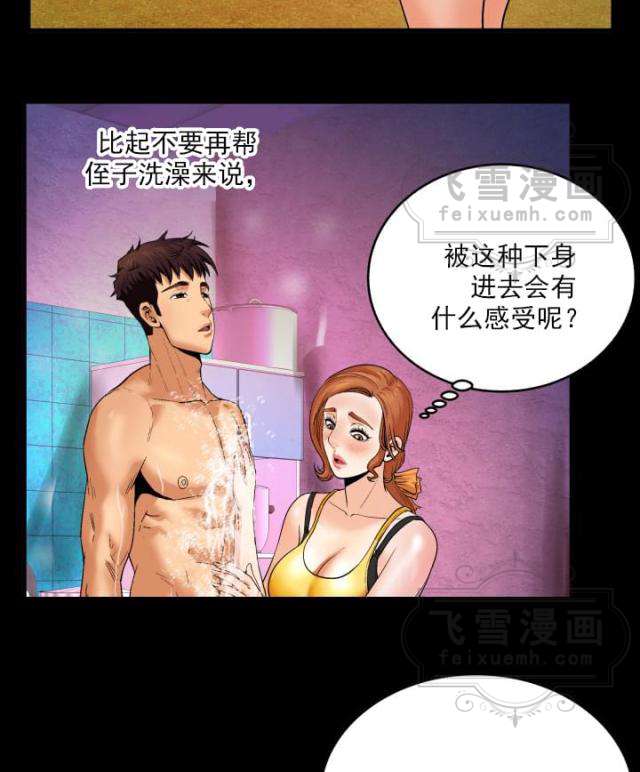 比起不要再帮
侄子洗澡来说，
飞雪漫画
feixuemh.com
被这种下身
进去会有
什么感受呢？
飞雪漫画
feixuemh.com